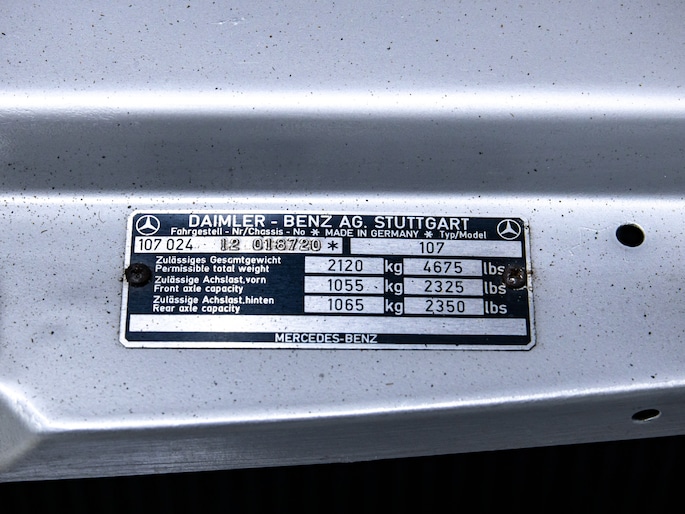 DAIMLER - BENZ AG. STUTTGART
Fahrgestell - Nr/Chassis - No * MADE IN GERMANY * Typ/Model
107 024 12 018720 * 107
Zulässiges Gesamtgewicht
Permissible total weight 2120 kg 4675 lbs
Zulässige Achslast.vorn
Front axle capacity 1055 kg 2325 lbs
Zulässige Achslast.hinten
Rear axle capacity 1065 kg 2350 lbs
MERCEDES-BENZ